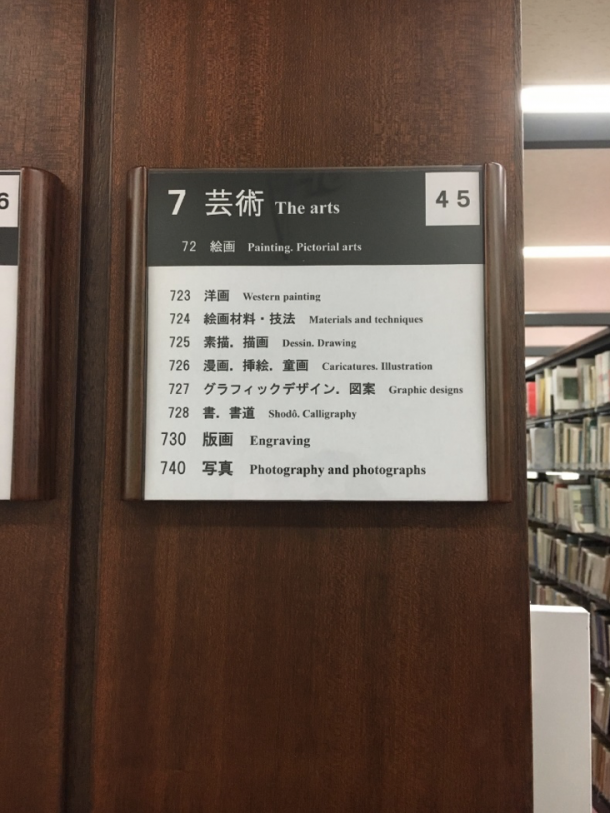 6
7 芸術 The arts 45
72 絵画 Painting. Pictorial arts
723 洋画 Western painting
724 絵画材料・技法 Materials and techniques
725 素描．描画 Dessin. Drawing
726 漫画．挿絵．童画 Caricatures. Illustration
727 グラフィックデザイン．図案 Graphic designs
728 書．書道 Shodô. Calligraphy
730 版画 Engraving
740 写真 Photography and photographs